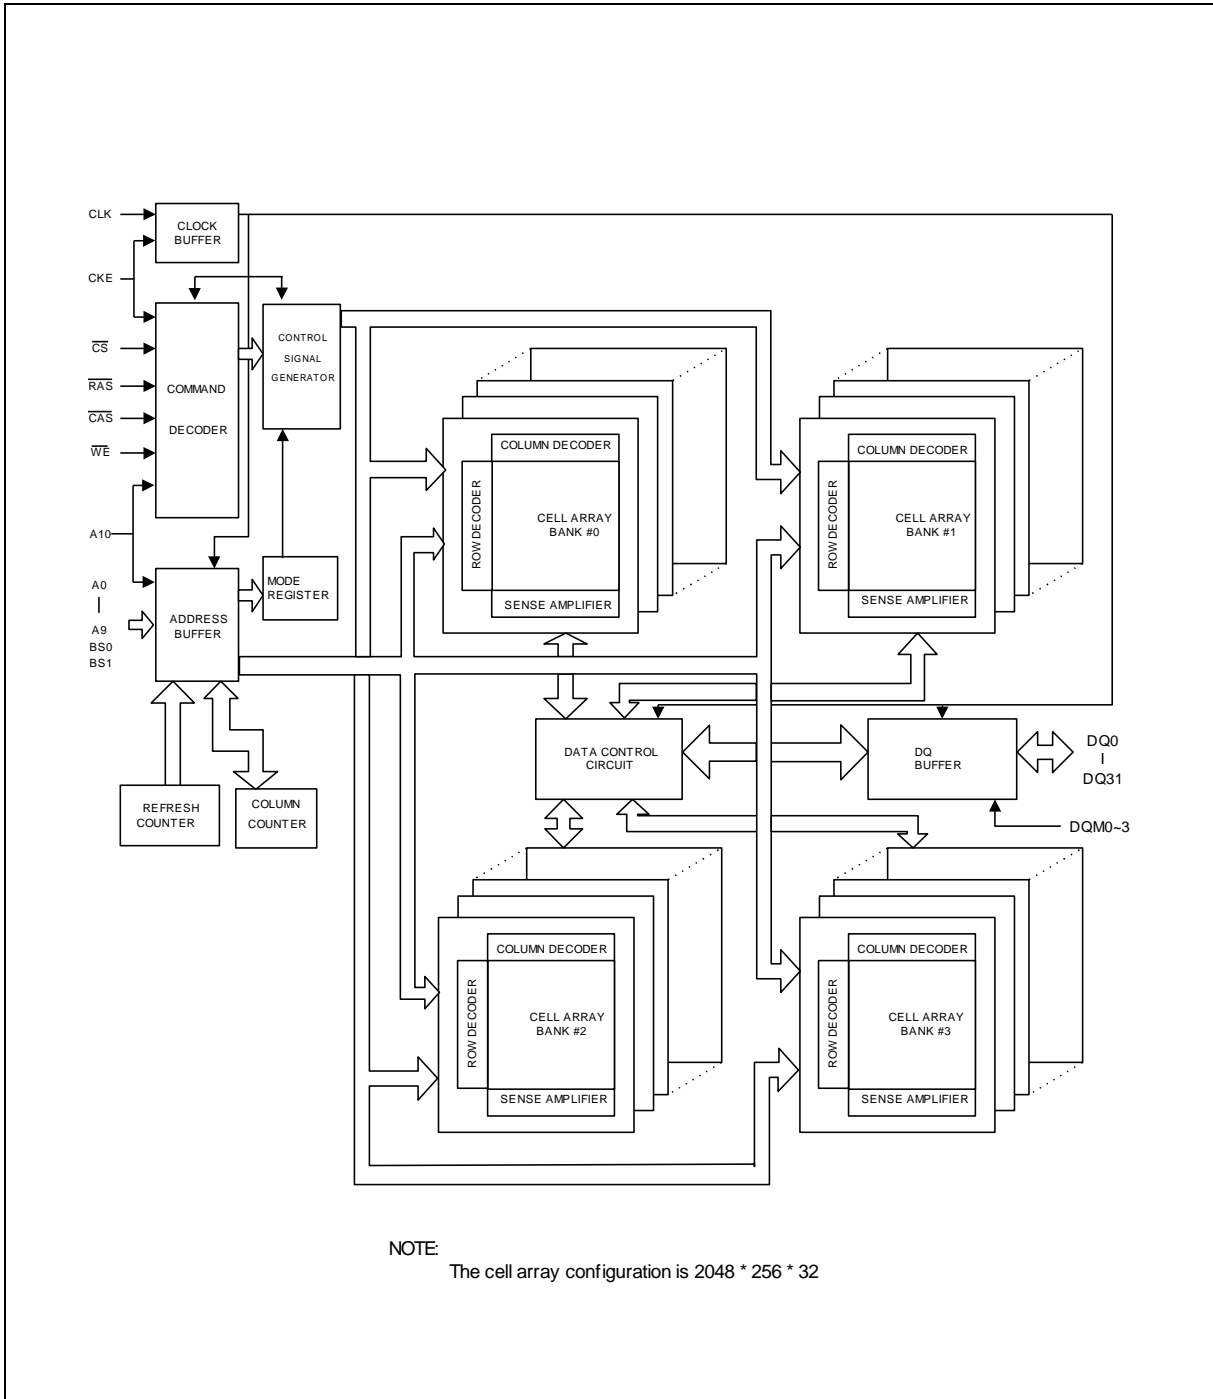 CLK
CLOCK
BUFFER
CKE
CONTROL
SIGNAL
GENERATOR
CS
RAS
COMMAND
DECODER
CAS
WE
A10
A0
A9
BS0
BS1
ADDRESS
BUFFER
MODE
REGISTER
REFRESH
COUNTER
COLUMN
COUNTER
COLUMN DECODER
ROW DECODER
CELL ARRAY
BANK #0
SENSE AMPLIFIER
COLUMN DECODER
ROW DECODER
CELL ARRAY
BANK #1
SENSE AMPLIFIER
DATA CONTROL
CIRCUIT
DQ
BUFFER
DQ0
DQ31
DQM0~3
COLUMN DECODER
ROW DECODER
CELL ARRAY
BANK #2
SENSE AMPLIFIER
COLUMN DECODER
ROW DECODER
CELL ARRAY
BANK #3
SENSE AMPLIFIER
NOTE:
The cell array configuration is 2048 * 256 * 32